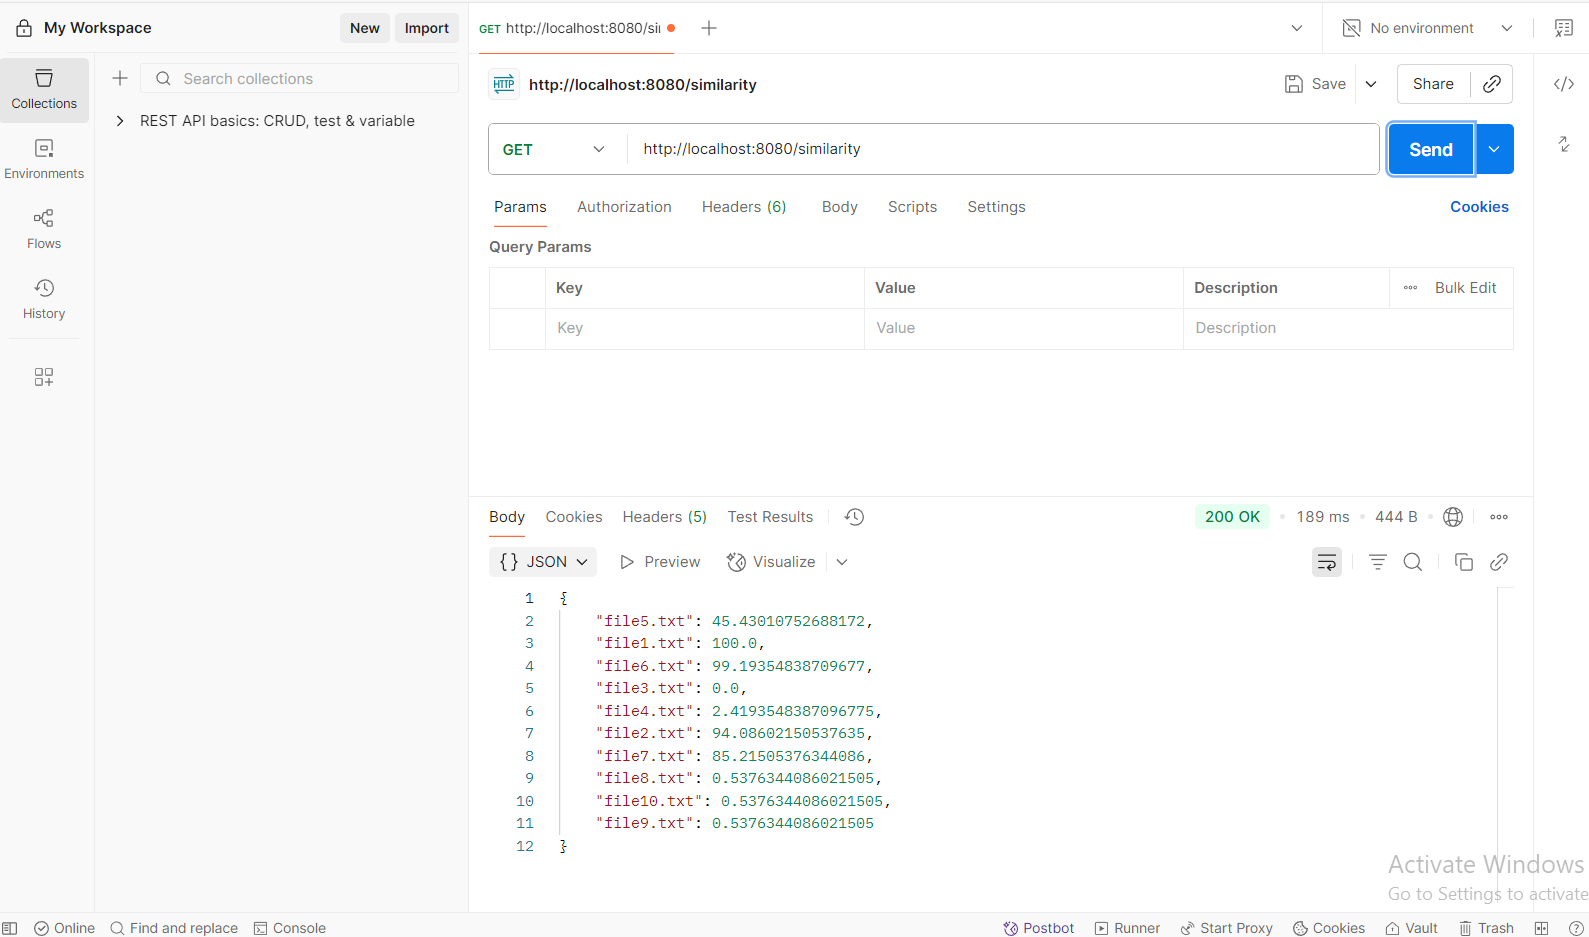 My Workspace
New
Import
GET http://localhost:8080/si
No environment
Collections
Environments
Flows
History
Search collections
REST API basics: CRUD, test & variable
HTTP
http://localhost:8080/similarity
Save
Share
GET
http://localhost:8080/similarity
Send
Params
Authorization
Headers (6)
Body
Scripts
Settings
Cookies
Query Params
Key
Value
Description
Bulk Edit
Key
Value
Description
Body
Cookies
Headers (5)
Test Results
200 OK
189 ms
444 B
{} JSON
Preview
Visualize
1 {
2 "file5.txt": 45.43010752688172,
3 "file1.txt": 100.0,
4 "file6.txt": 99.19354838709677,
5 "file3.txt": 0.0,
6 "file4.txt": 2.4193548387096775,
7 "file2.txt": 94.08602150537635,
8 "file7.txt": 85.21505376344086,
9 "file8.txt": 0.5376344086021505,
10 "file10.txt": 0.5376344086021505,
11 "file9.txt": 0.5376344086021505
12 }
Activate Windows
Go to Settings to activate
Online
Find and replace
Console
Postbot
Runner
Start Proxy
Cookies
Vault
Trash